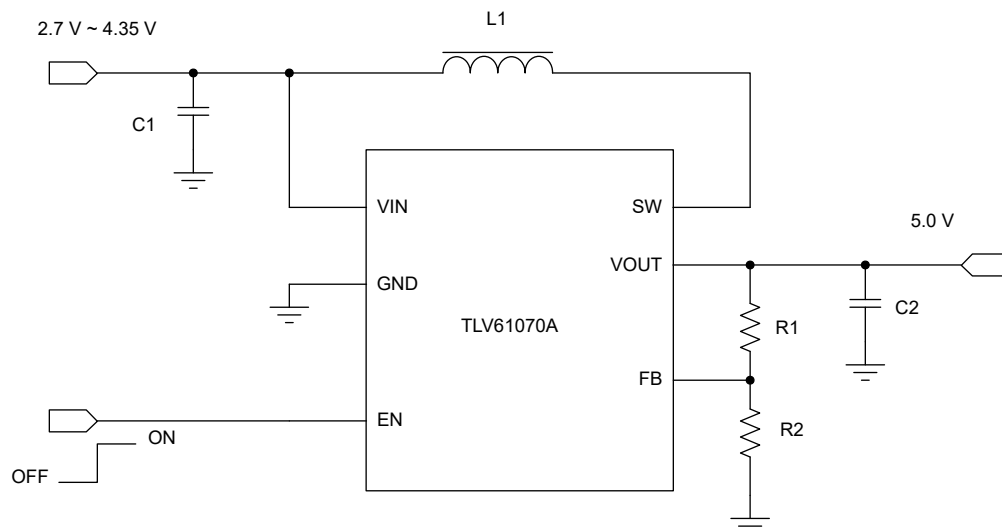 L1
2.7 V ~ 4.35 V
C1
VIN
SW
5.0 V
VOUT
GND
TLV61070A
R1
C2
FB
EN
R2
ON
OFF